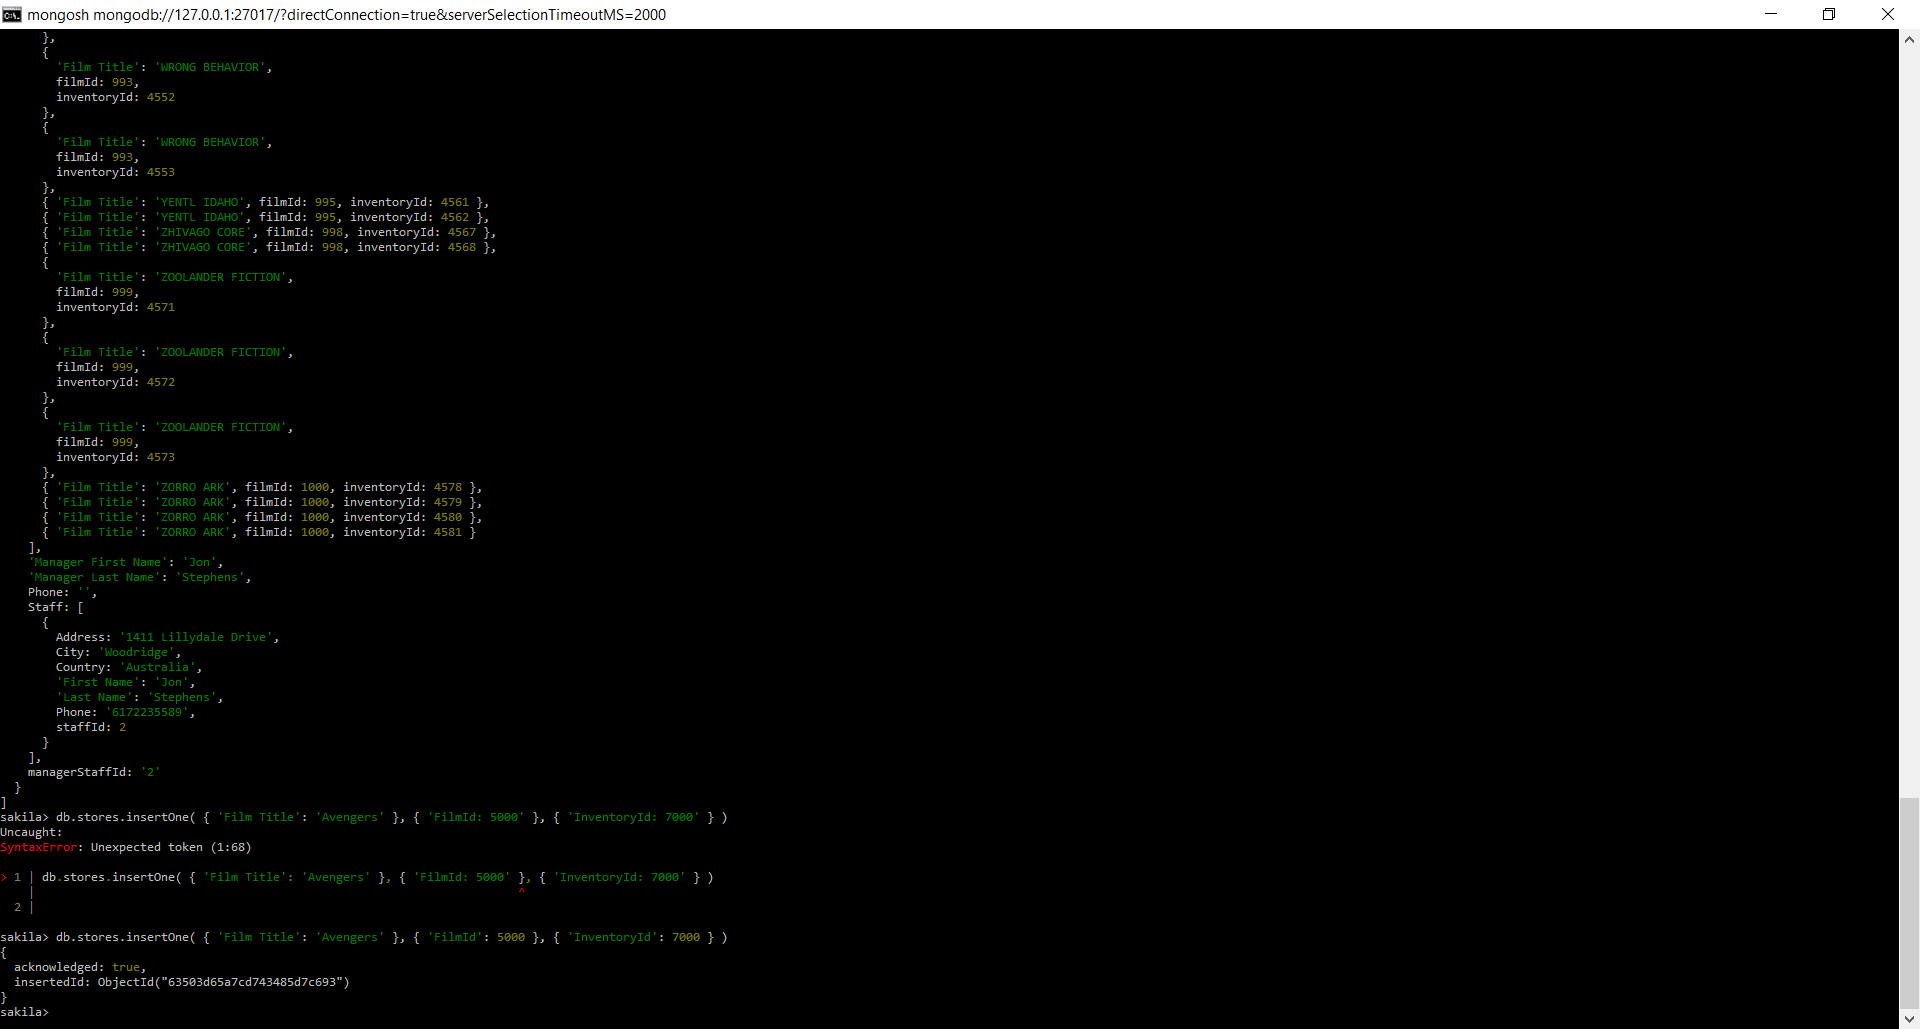 mongosh mongodb://127.0.0.1:27017/?directConnection=true&serverSelectionTimeoutMS=2000
},
{
'Film Title': 'WRONG BEHAVIOR',
filmId: 993,
inventoryId: 4552
},
{
'Film Title': 'WRONG BEHAVIOR',
filmId: 993,
inventoryId: 4553
},
{ 'Film Title': 'YENTL IDAHO', filmId: 995, inventoryId: 4561 },
{ 'Film Title': 'YENTL IDAHO', filmId: 995, inventoryId: 4562 },
{ 'Film Title': 'ZHIVAGO CORE', filmId: 998, inventoryId: 4567 },
{ 'Film Title': 'ZHIVAGO CORE', filmId: 998, inventoryId: 4568 },
{
'Film Title': 'ZOOLANDER FICTION',
filmId: 999,
inventoryId: 4571
},
{
'Film Title': 'ZOOLANDER FICTION',
filmId: 999,
inventoryId: 4572
},
{
'Film Title': 'ZOOLANDER FICTION',
filmId: 999,
inventoryId: 4573
},
{ 'Film Title': 'ZORRO ARK', filmId: 1000, inventoryId: 4578 },
{ 'Film Title': 'ZORRO ARK', filmId: 1000, inventoryId: 4579 },
{ 'Film Title': 'ZORRO ARK', filmId: 1000, inventoryId: 4580 },
{ 'Film Title': 'ZORRO ARK', filmId: 1000, inventoryId: 4581 }
],
'Manager First Name': 'Jon',
'Manager Last Name': 'Stephens',
Phone: '',
Staff: [
{
Address: '1411 Lillydale Drive',
City: 'Woodridge',
Country: 'Australia',
'First Name': 'Jon',
'Last Name': 'Stephens',
Phone: '6172235589',
staffId: 2
}
],
managerStaffId: '2'
}
]
sakila> db.stores.insertOne( { 'Film Title': 'Avengers' }, { 'FilmId: 5000' }, { 'InventoryId: 7000' } )
Uncaught:
SyntaxError: Unexpected token (1:68)
> 1 | db.stores.insertOne( { 'Film Title': 'Avengers' }, { 'FilmId: 5000' }, { 'InventoryId: 7000' } )
| ^
2 |
sakila> db.stores.insertOne( { 'Film Title': 'Avengers' }, { 'FilmId': 5000 }, { 'InventoryId': 7000 } )
{
acknowledged: true,
insertedId: ObjectId("63503d65a7cd743485d7c693")
}
sakila>